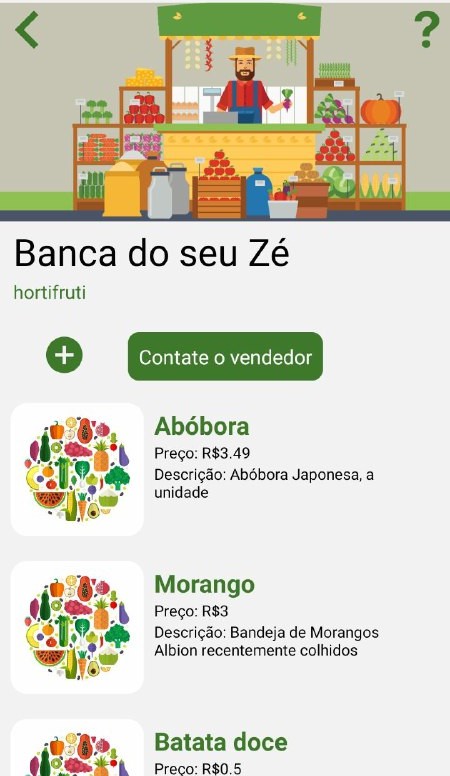 ?
Banca do seu Zé
hortifruti
+
Contate o vendedor
Abóbora
Preço: R$3.49
Descrição: Abóbora Japonesa, a
unidade
Morango
Preço: R$3
Descrição: Bandeja de Morangos
Albion recentemente colhidos
Batata doce
Preço: R$0.5